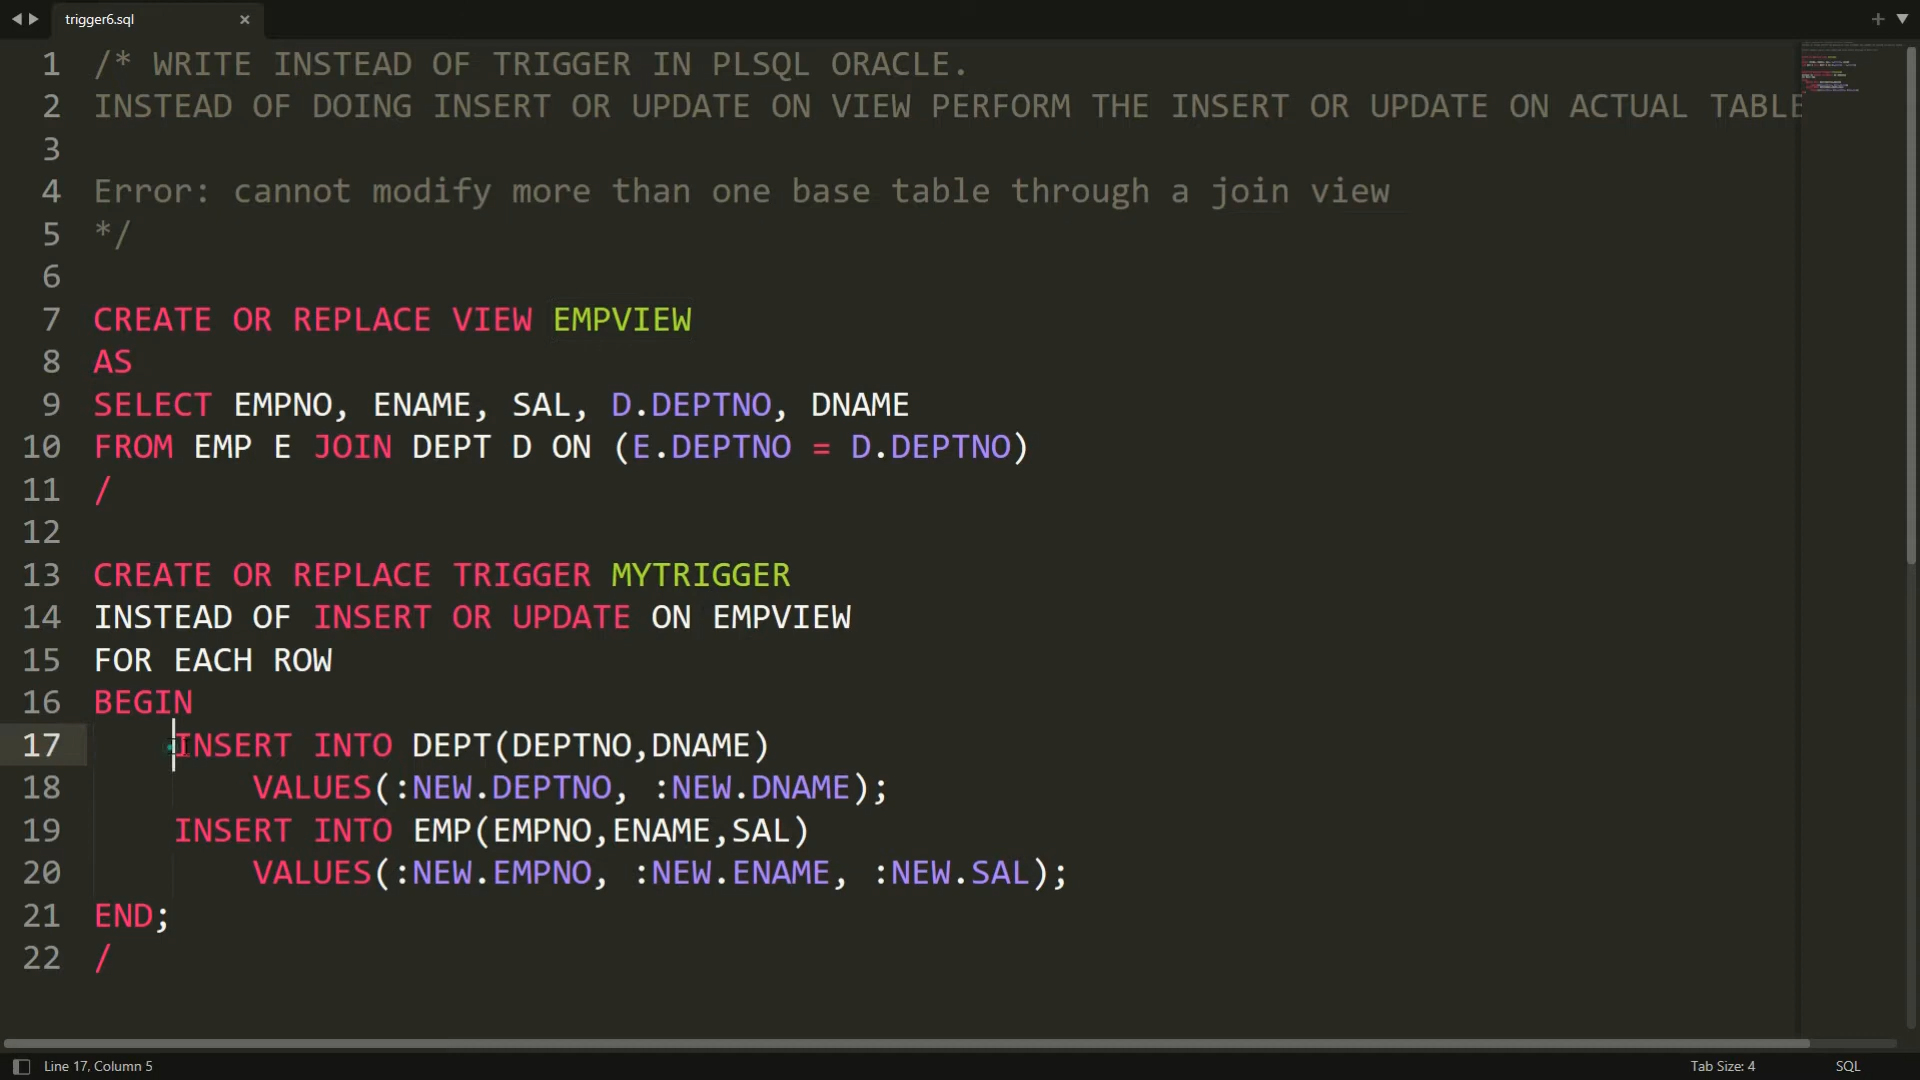 trigger6.sql
1 /* WRITE INSTEAD OF TRIGGER IN PLSQL ORACLE.
2 INSTEAD OF DOING INSERT OR UPDATE ON VIEW PERFORM THE INSERT OR UPDATE ON ACTUAL TABLE
3
4 Error: cannot modify more than one base table through a join view
5 */
6
7 CREATE OR REPLACE VIEW EMPVIEW
8 AS
9 SELECT EMPNO, ENAME, SAL, D.DEPTNO, DNAME
10 FROM EMP E JOIN DEPT D ON (E.DEPTNO = D.DEPTNO)
11 /
12
13 CREATE OR REPLACE TRIGGER MYTRIGGER
14 INSTEAD OF INSERT OR UPDATE ON EMPVIEW
15 FOR EACH ROW
16 BEGIN
17     INSERT INTO DEPT(DEPTNO,DNAME)
18         VALUES(:NEW.DEPTNO, :NEW.DNAME);
19     INSERT INTO EMP(EMPNO,ENAME,SAL)
20         VALUES(:NEW.EMPNO, :NEW.ENAME, :NEW.SAL);
21 END;
22 /
Line 17, Column 5 Tab Size: 4 SQL